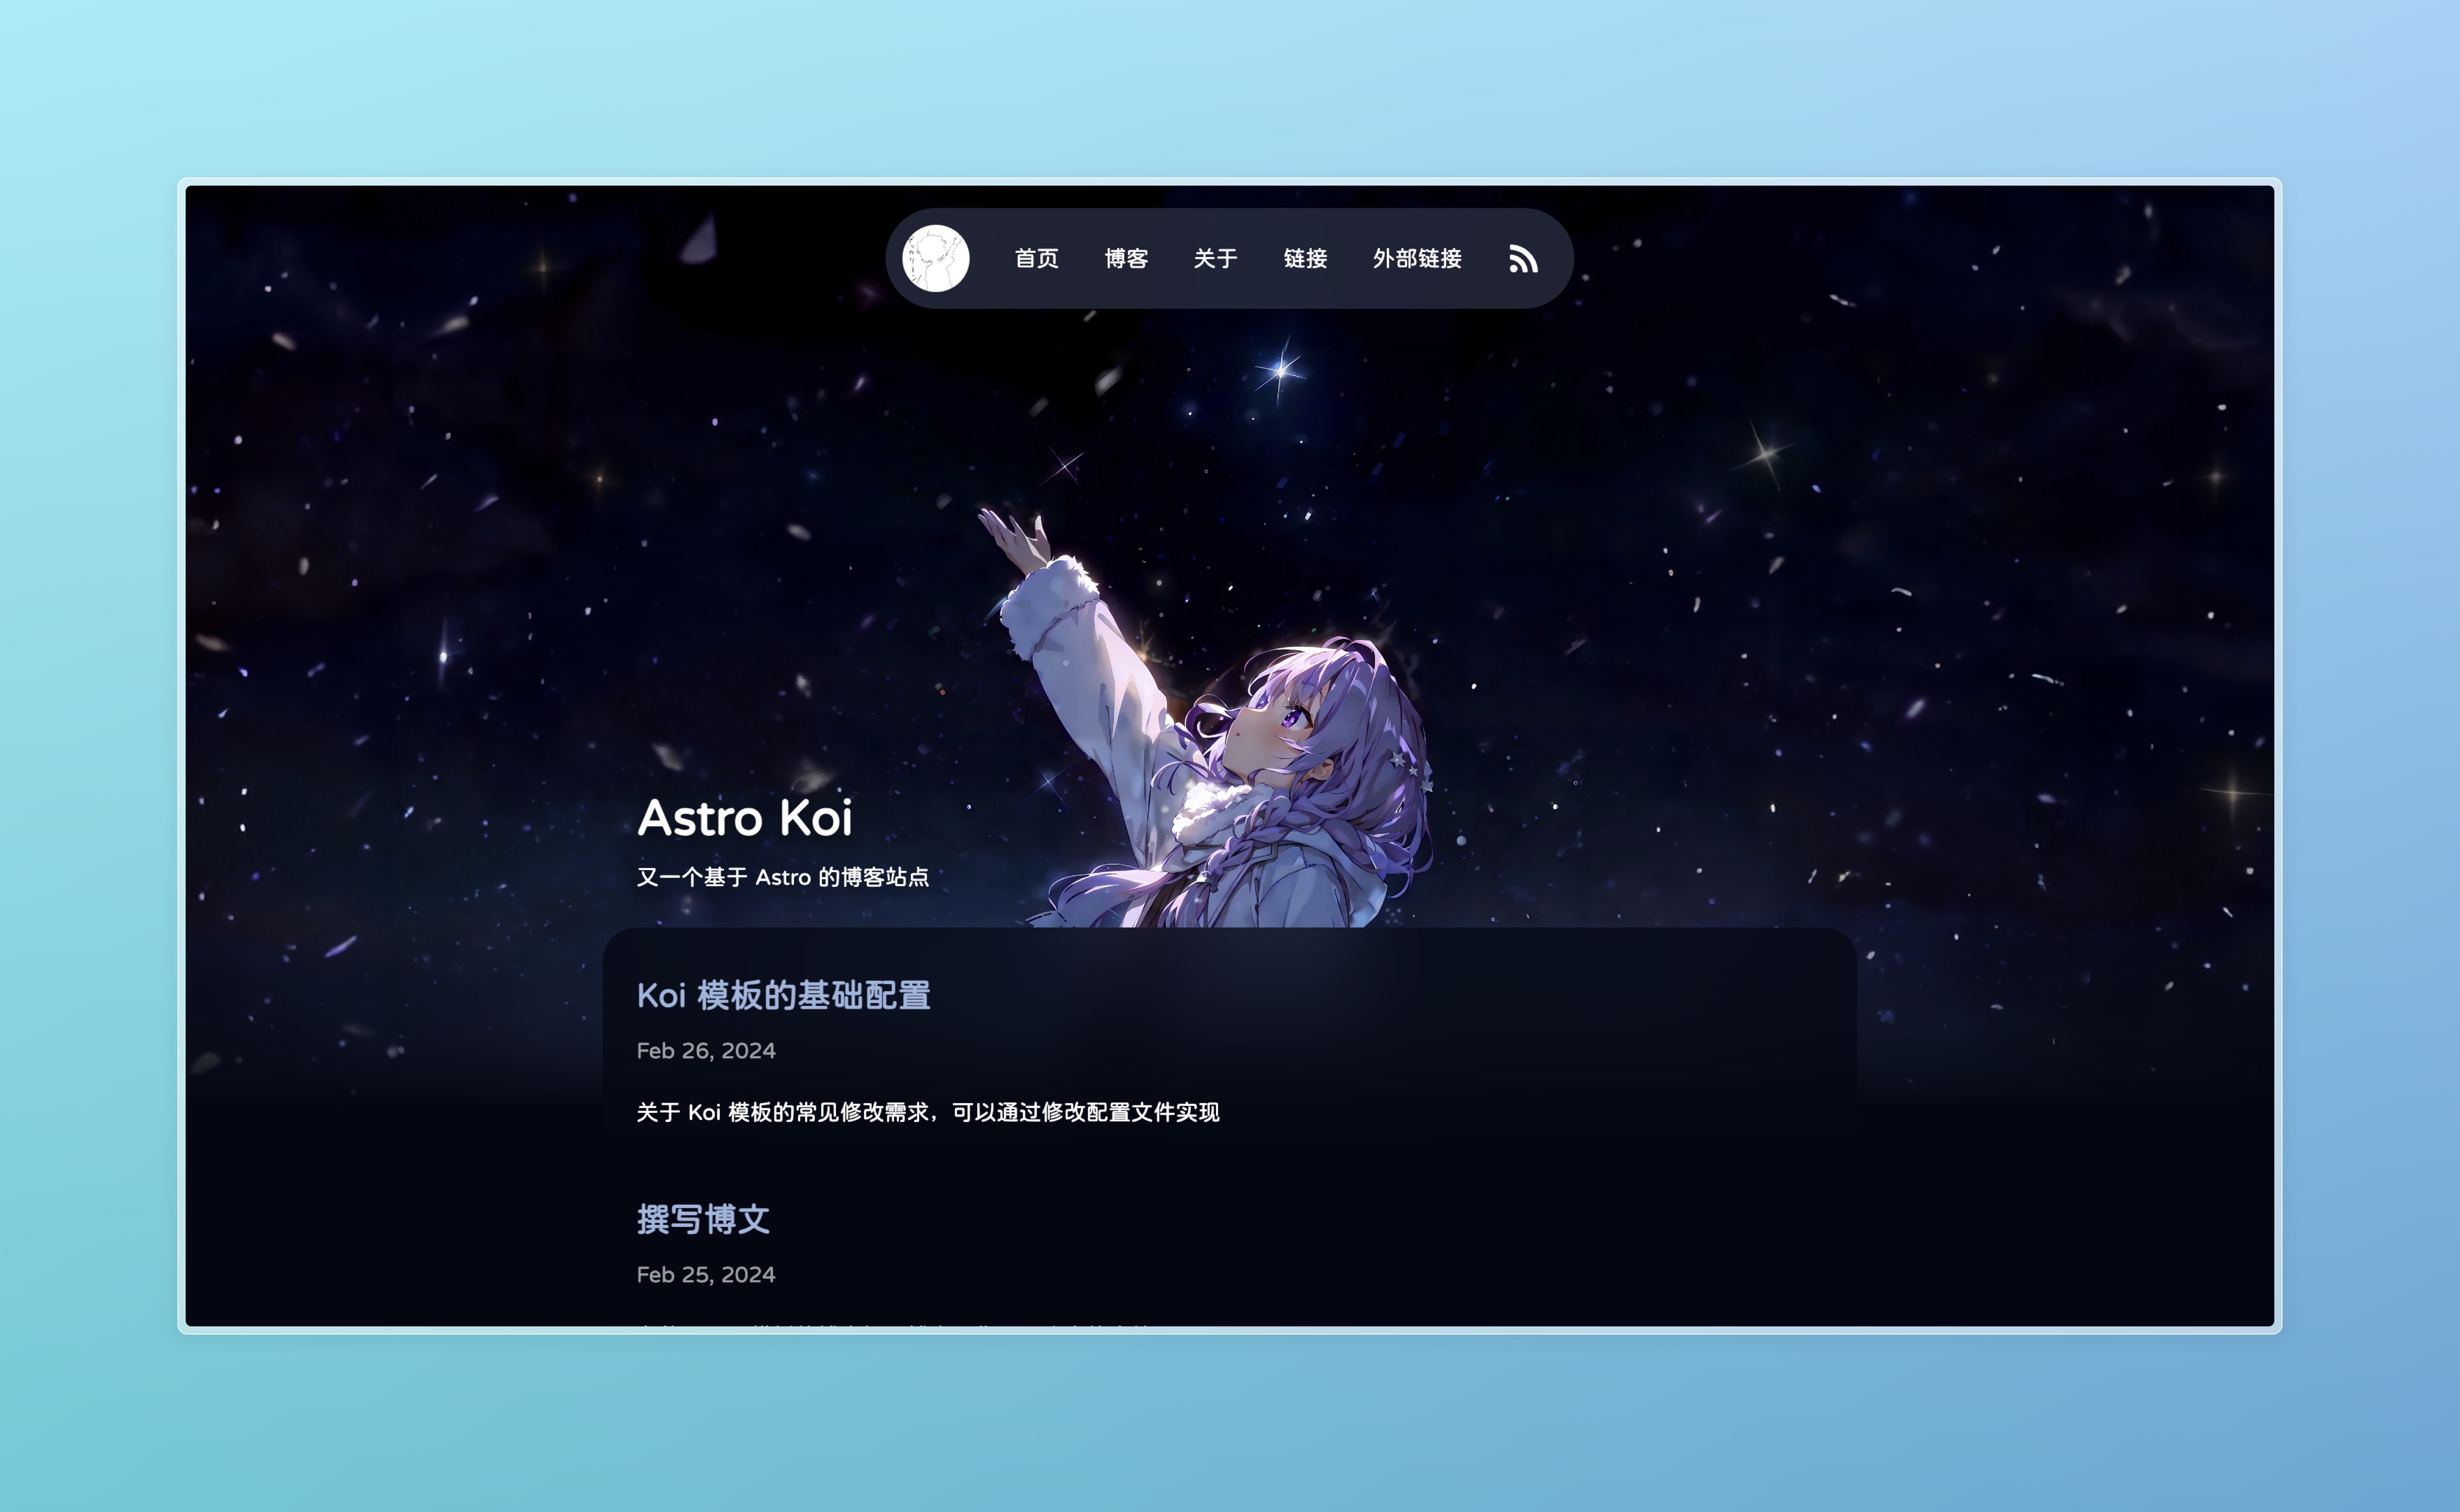 首页 博客 关于 链接 外部链接
Astro Koi
又一个基于 Astro 的博客站点
Koi 模板的基础配置
Feb 26, 2024
关于 Koi 模板的常见修改需求，可以通过修改配置文件实现
撰写博文
Feb 25, 2024